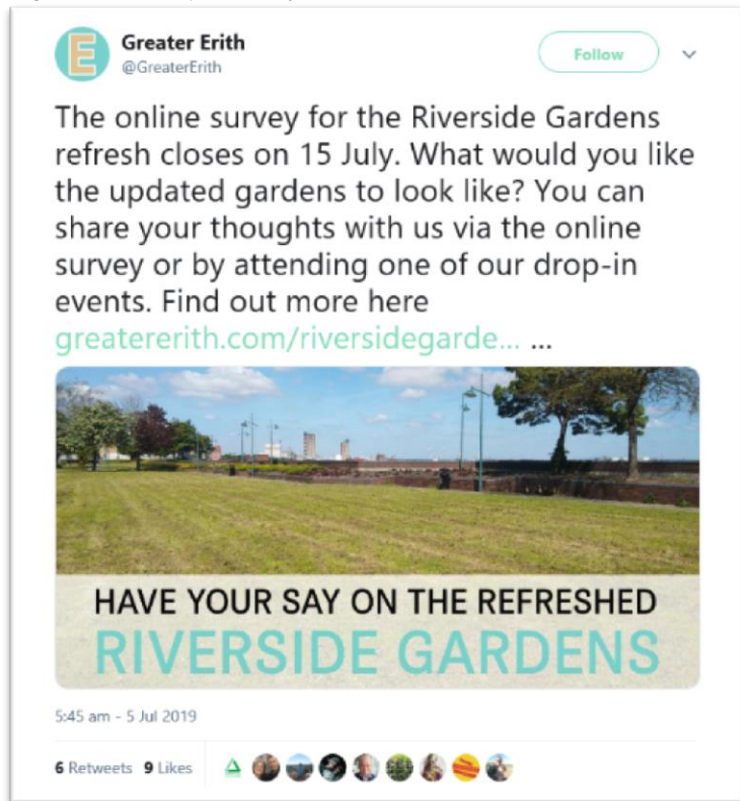 Greater Erith
@GreaterErith
Follow
The online survey for the Riverside Gardens
refresh closes on 15 July. What would you like
the updated gardens to look like? You can
share your thoughts with us via the online
survey or by attending one of our drop-in
events. Find out more here
greatererith.com/riversidegarde... ...
HAVE YOUR SAY ON THE REFRESHED
RIVERSIDE GARDENS
5:45 am - 5 Jul 2019
6 Retweets 9 Likes